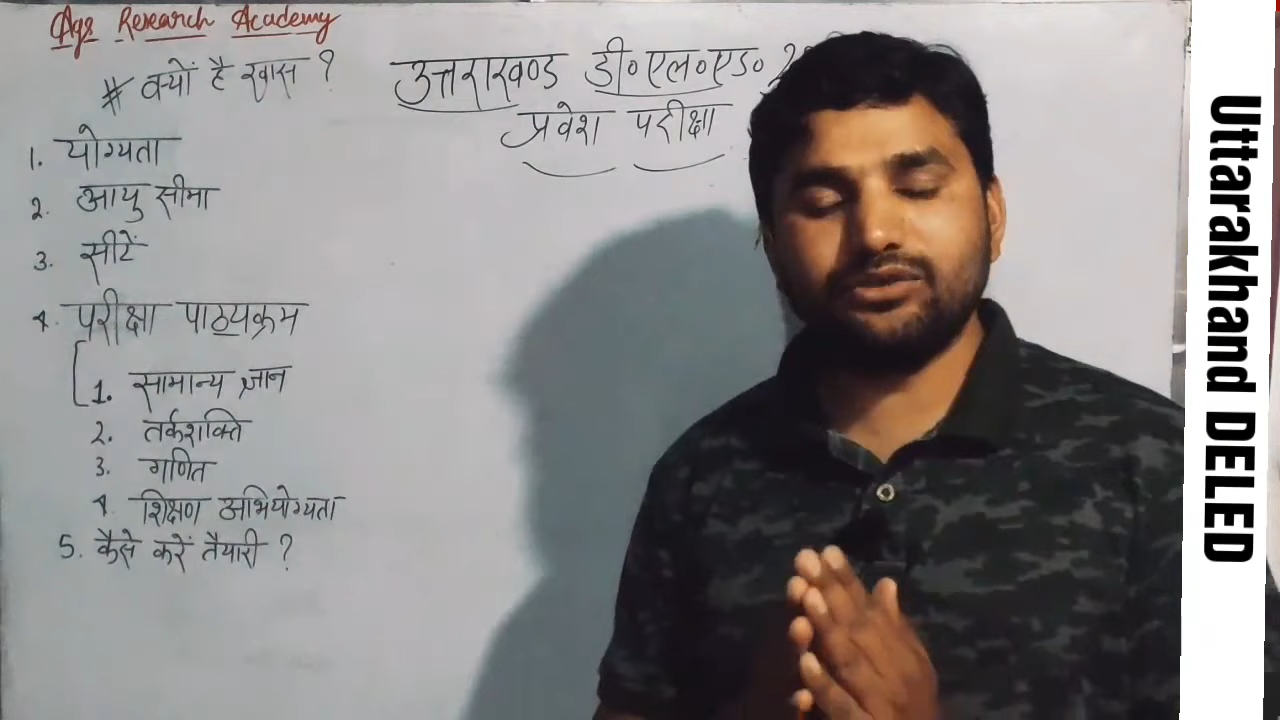 Ags Research Academy
# क्यों है खास ?
उत्तराखण्ड डी०एल०एड०
प्रवेश परीक्षा
1. योग्यता
2. आयु सीमा
3. सीटें
4. परीक्षा पाठ्यक्रम
1. सामान्य ज्ञान
2. तर्कशक्ति
3. गणित
4. शिक्षण अभियोग्यता
5. कैसे करें तैयारी ?
Uttarakhand DELED